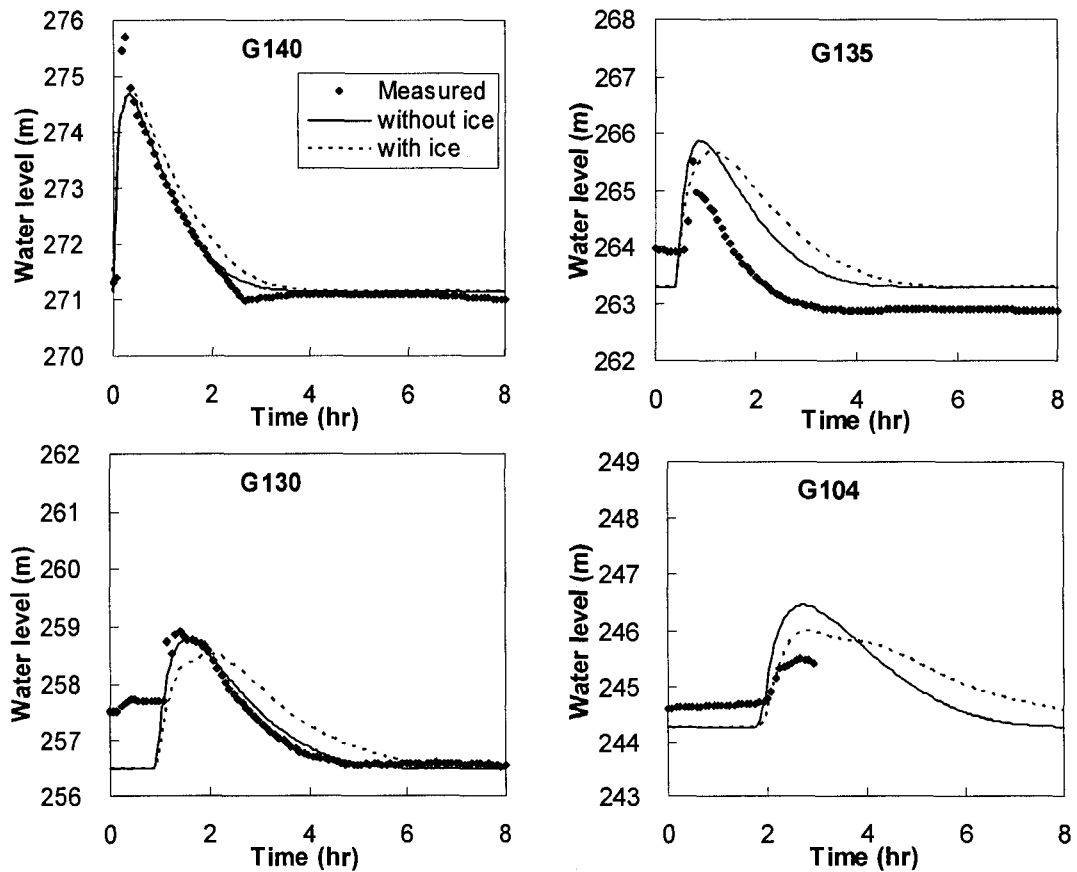 G140
Water level (m)
276
275
274
273
272
271
270
Measured
without ice
with ice
0 2 4 6 8
Time (hr)
G135
Water level (m)
268
267
266
265
264
263
262
0 2 4 6 8
Time (hr)
G130
Water level (m)
262
261
260
259
258
257
256
0 2 4 6 8
Time (hr)
G104
Water level (m)
249
248
247
246
245
244
243
0 2 4 6 8
Time (hr)